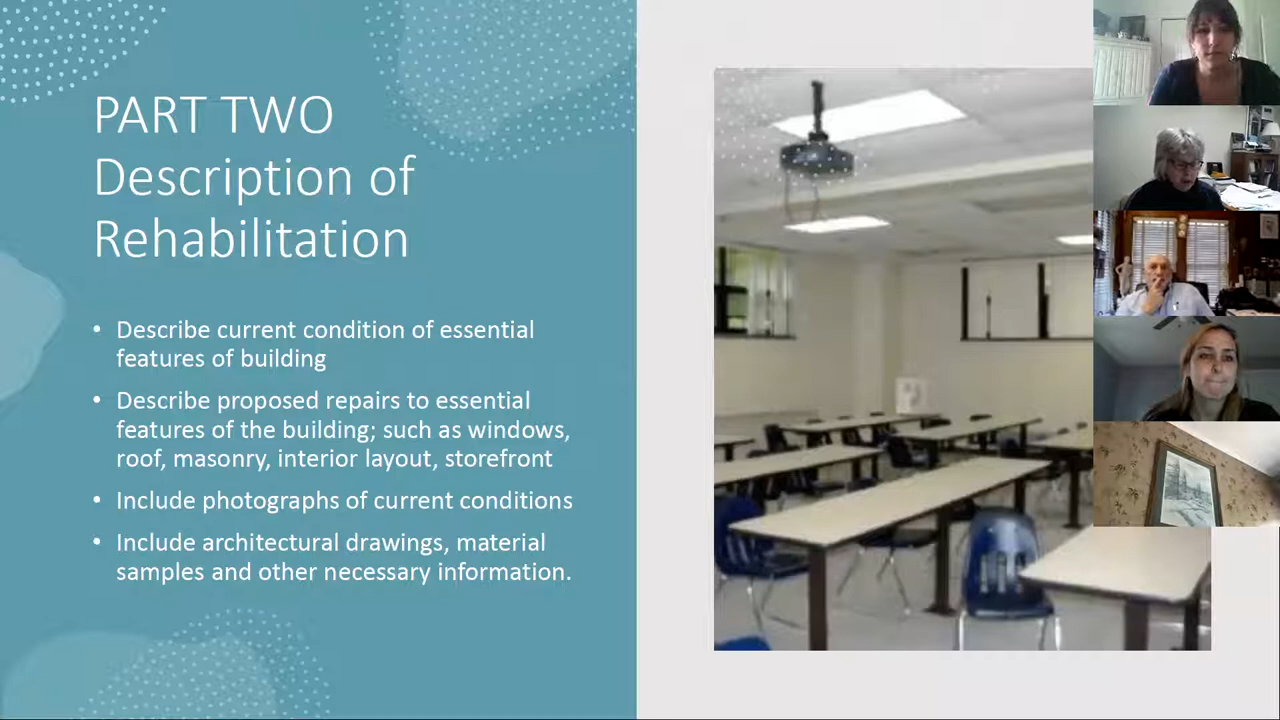 PART TWO
Description of
Rehabilitation
• Describe current condition of essential
features of building
• Describe proposed repairs to essential
features of the building; such as windows,
roof, masonry, interior layout, storefront
• Include photographs of current conditions
• Include architectural drawings, material
samples and other necessary information.